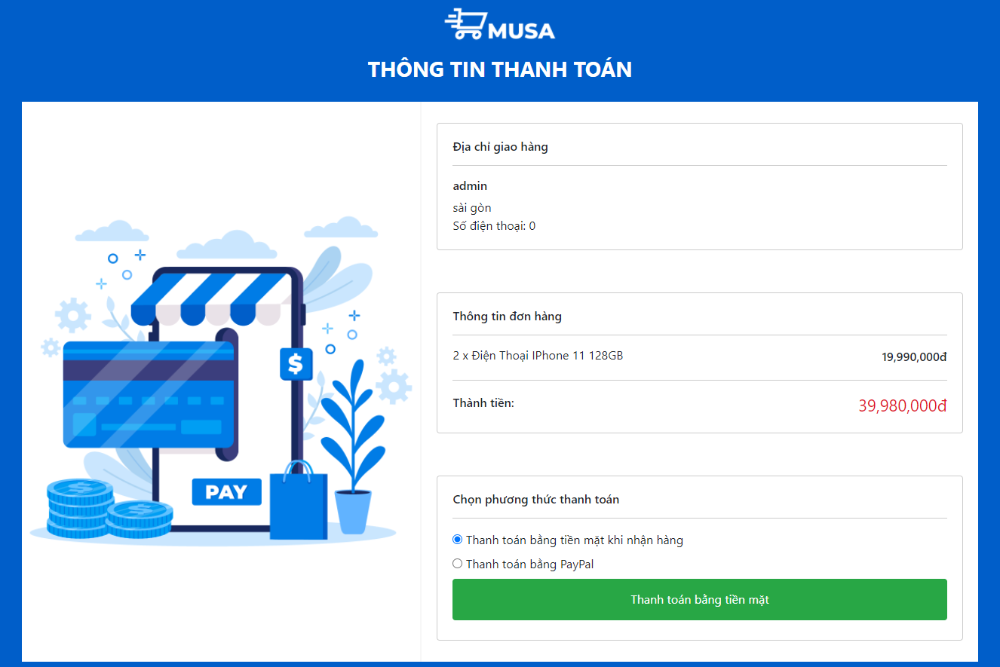 MUSA
THÔNG TIN THANH TOÁN
Địa chỉ giao hàng
admin
sài gòn
Số điện thoại: 0
Thông tin đơn hàng
2 x Điện Thoại IPhone 11 128GB 19,990,000đ
Thành tiền: 39,980,000đ
$
PAY
$
$
Chọn phương thức thanh toán
Thanh toán bằng tiền mặt khi nhận hàng
Thanh toán bằng PayPal
Thanh toán bằng tiền mặt